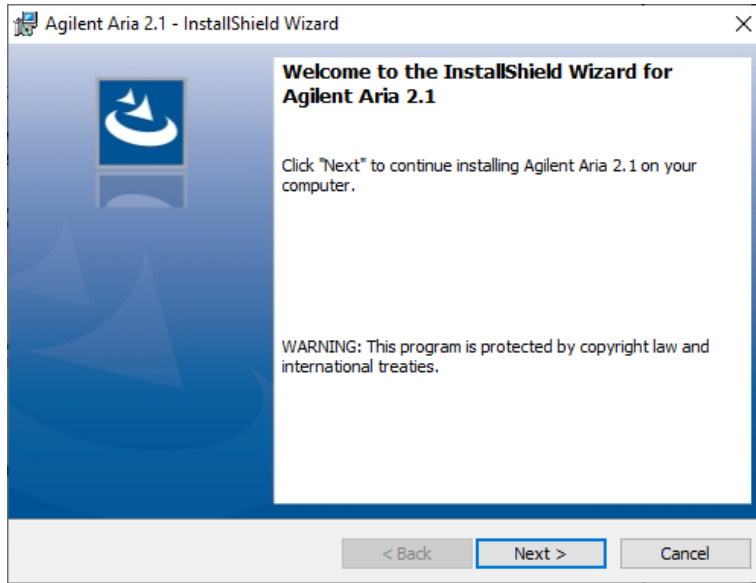 Agilent Aria 2.1 - InstallShield Wizard
Welcome to the InstallShield Wizard for
Agilent Aria 2.1
Click "Next" to continue installing Agilent Aria 2.1 on your
computer.
WARNING: This program is protected by copyright law and
international treaties.
< Back
Next >
Cancel